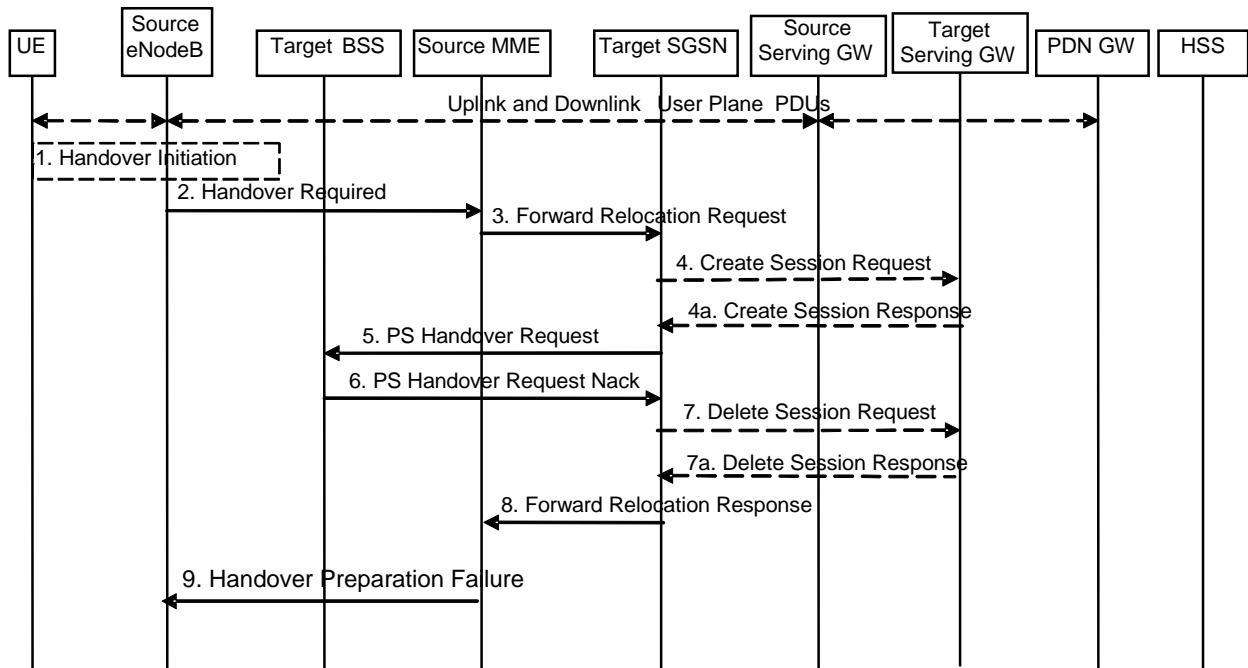 UE
Source
eNodeB
Target BSS
Source MME
Target SGSN
Source
Serving GW
Target
Serving GW
PDN GW
HSS
Uplink and Downlink User Plane PDUs
1. Handover Initiation
2. Handover Required
3. Forward Relocation Request
4. Create Session Request
4a. Create Session Response
5. PS Handover Request
6. PS Handover Request Nack
7. Delete Session Request
7a. Delete Session Response
8. Forward Relocation Response
9. Handover Preparation Failure